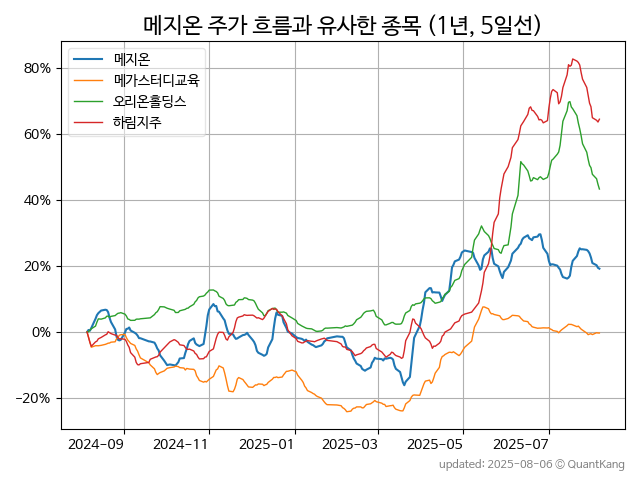 메지온 주가 흐름과 유사한 종목 (1년, 5일선)
메지온
메가스터디교육
오리온홀딩스
하림지주
80%
60%
40%
20%
0%
−20%
2024-09 2024-11 2025-01 2025-03 2025-05 2025-07
updated: 2025-08-06 © QuantKang